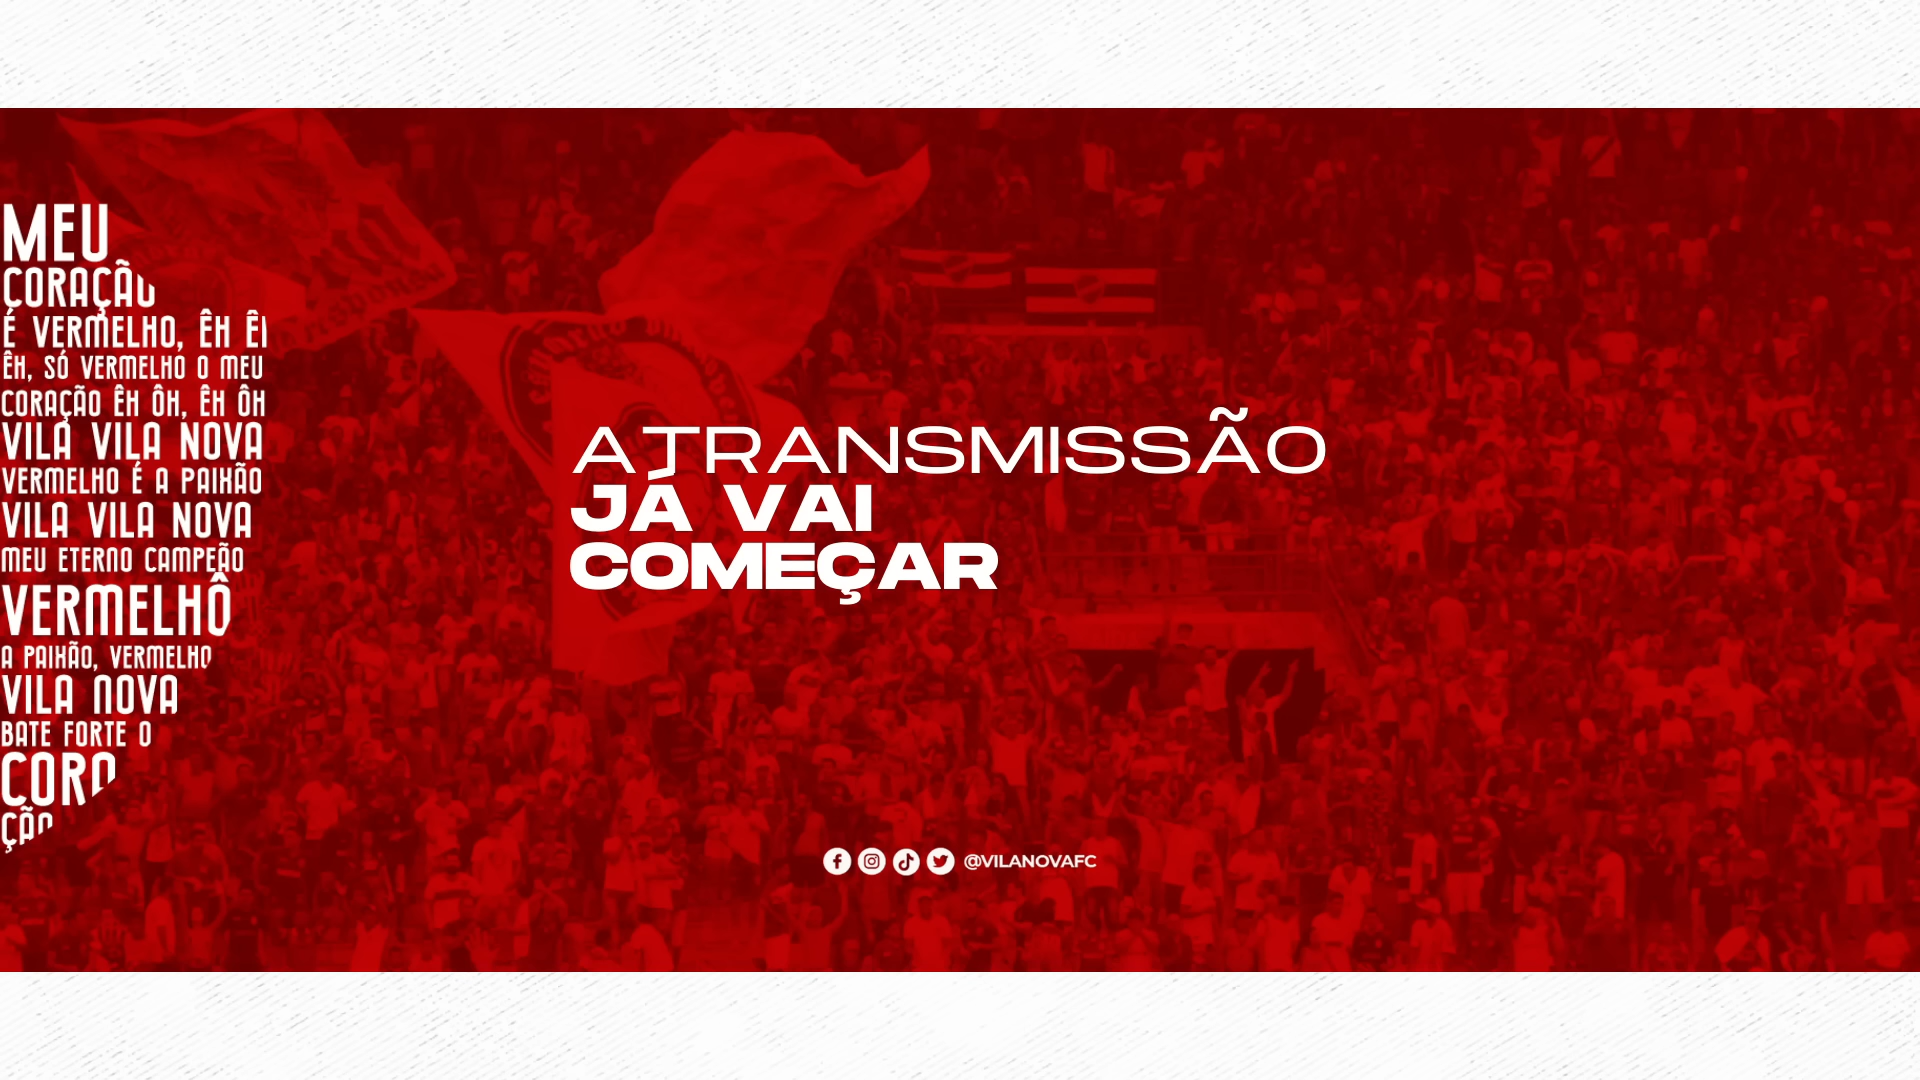 MEU
CORAÇÃO
É VERMELHO, ÊH
ÊH, SÓ VERMELHO O MEU
CORAÇÃO ÊH ÔH, ÊH ÔH
VILA VILA NOVA
VERMELHO É A PAIXÃO
VILA VILA NOVA
MEU ETERNO CAMPEÃO
VERMELHÔ
A PAIXÃO, VERMELHO
VILA NOVA
BATE FORTE O
CORA
ÇÃO
A TRANSMISSÃO
JÁ VAI
COMEÇAR
@VILANOVAFC